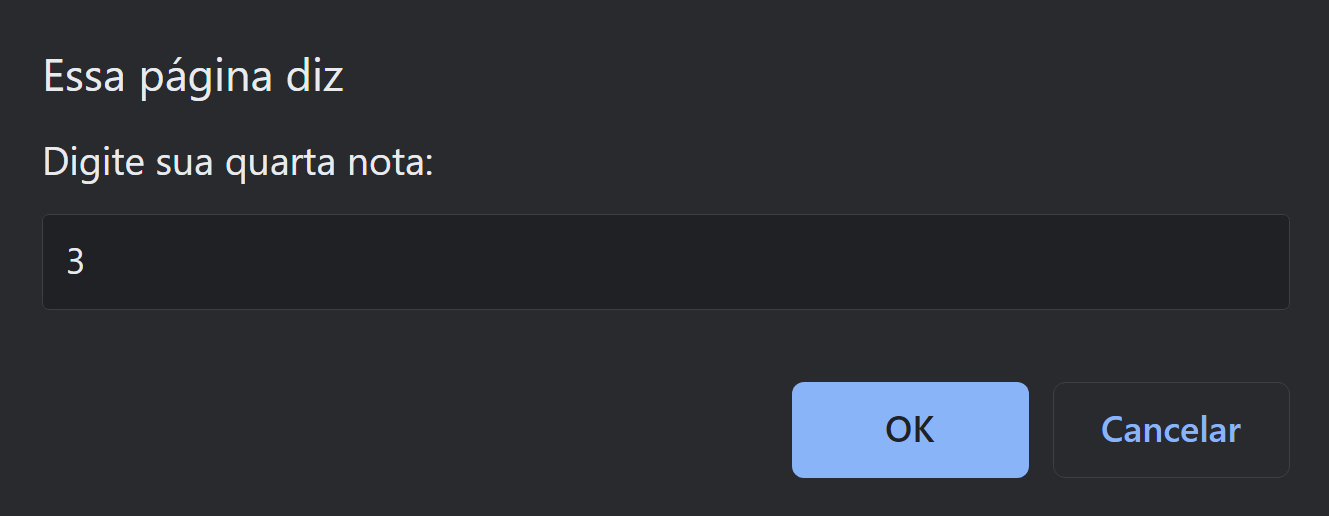 Essa página diz
Digite sua quarta nota:
3
OK
Cancelar